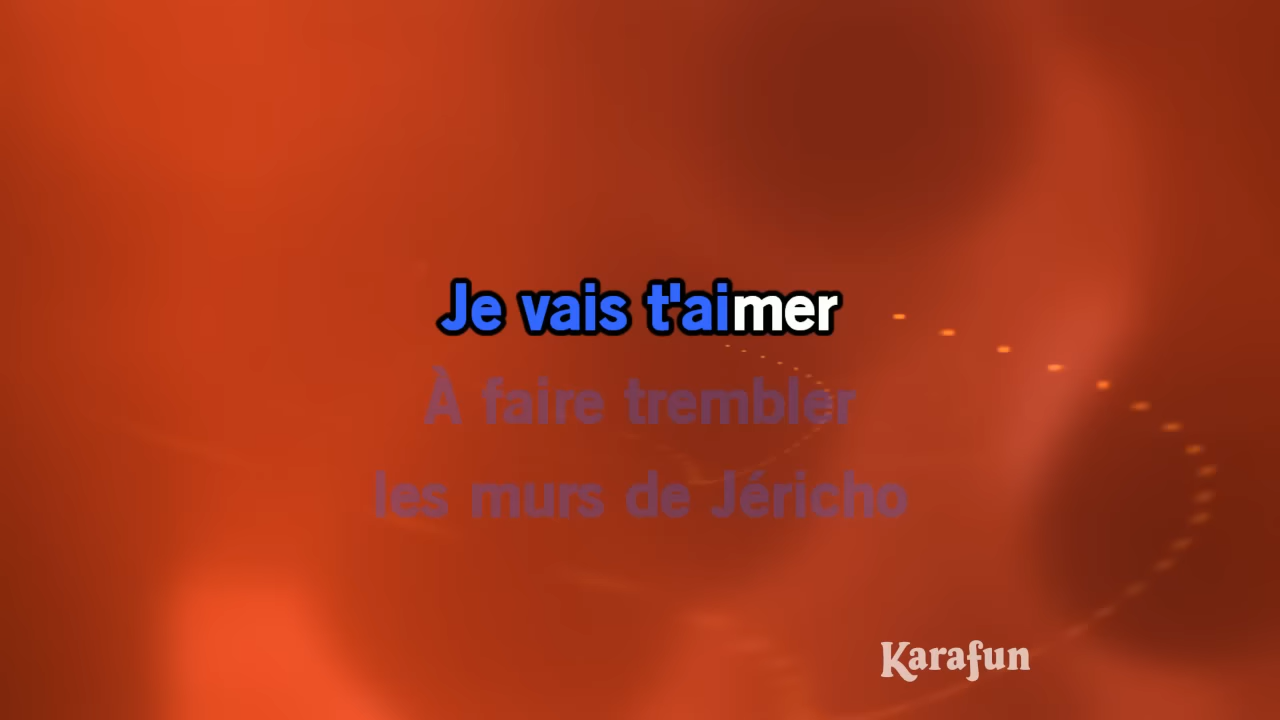 Je vais t'aimer
À faire trembler
les murs de Jéricho
Karafun